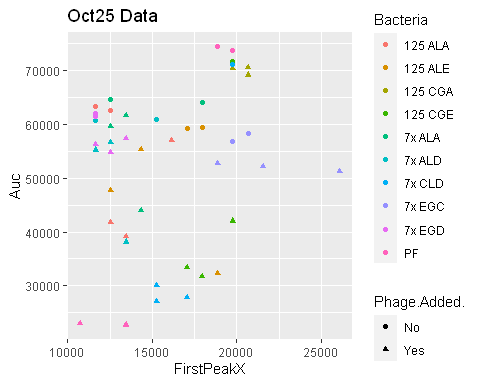 Oct25 Data
Auc
70000
60000
50000
40000
30000
10000 15000 20000 25000
FirstPeakX
Bacteria
125 ALA
125 ALE
125 CGA
125 CGE
7x ALA
7x ALD
7x CLD
7x EGC
7x EGD
PF
Phage.Added.
No
Yes